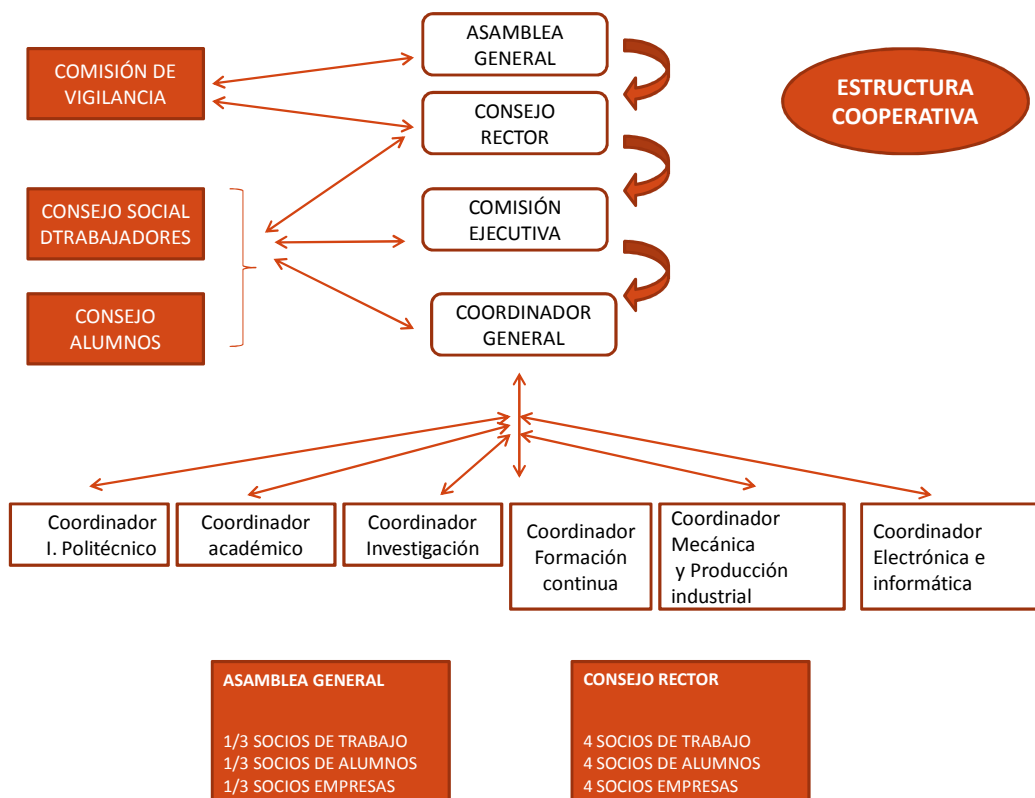 ASAMBLEA
GENERAL
COMISIÓN DE
VIGILANCIA
ESTRUCTURA
COOPERATIVA
CONSEJO
RECTOR
CONSEJO SOCIAL
DTRABAJADORES
COMISIÓN
EJECUTIVA
CONSEJO
ALUMNOS
COORDINADOR
GENERAL
Coordinador
I. Politécnico
Coordinador
académico
Coordinador
Investigación
Coordinador
Formación
continua
Coordinador
Mecánica
y Producción
industrial
Coordinador
Electrónica e
informática
ASAMBLEA GENERAL
1/3 SOCIOS DE TRABAJO
1/3 SOCIOS DE ALUMNOS
1/3 SOCIOS EMPRESAS
CONSEJO RECTOR
4 SOCIOS DE TRABAJO
4 SOCIOS DE ALUMNOS
4 SOCIOS EMPRESAS